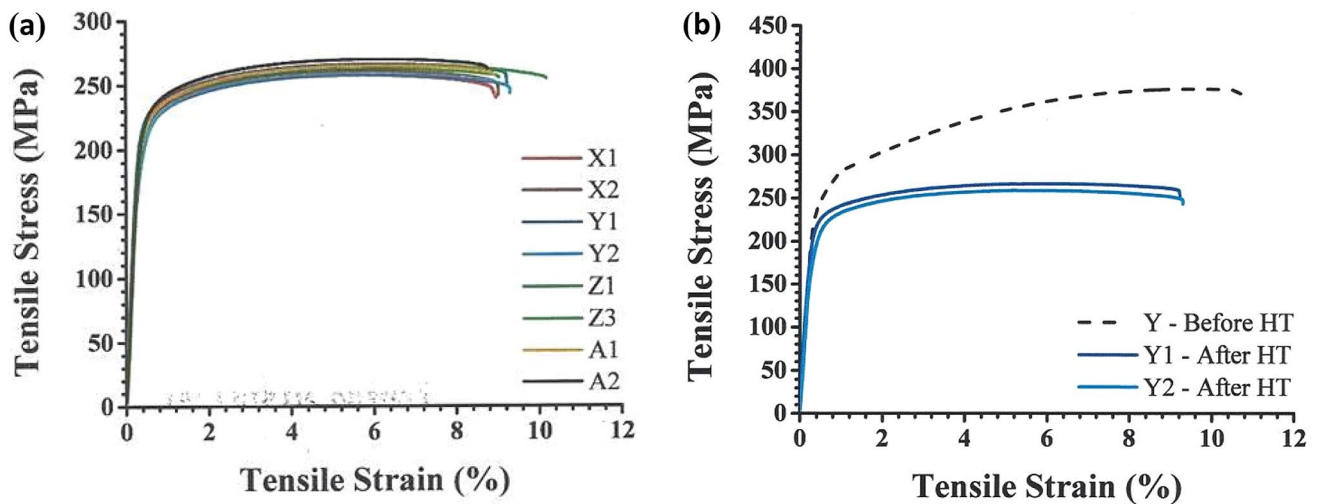 (a)
300
250
200
150
100
50
0
Tensile Stress (MPa)
X1
X2
Y1
Y2
Z1
Z3
A1
A2
0 2 4 6 8 10 12
Tensile Strain (%)
(b)
450
400
350
300
250
200
150
100
50
0
Tensile Stress (MPa)
Y - Before HT
Y1 - After HT
Y2 - After HT
0 2 4 6 8 10 12
Tensile Strain (%)